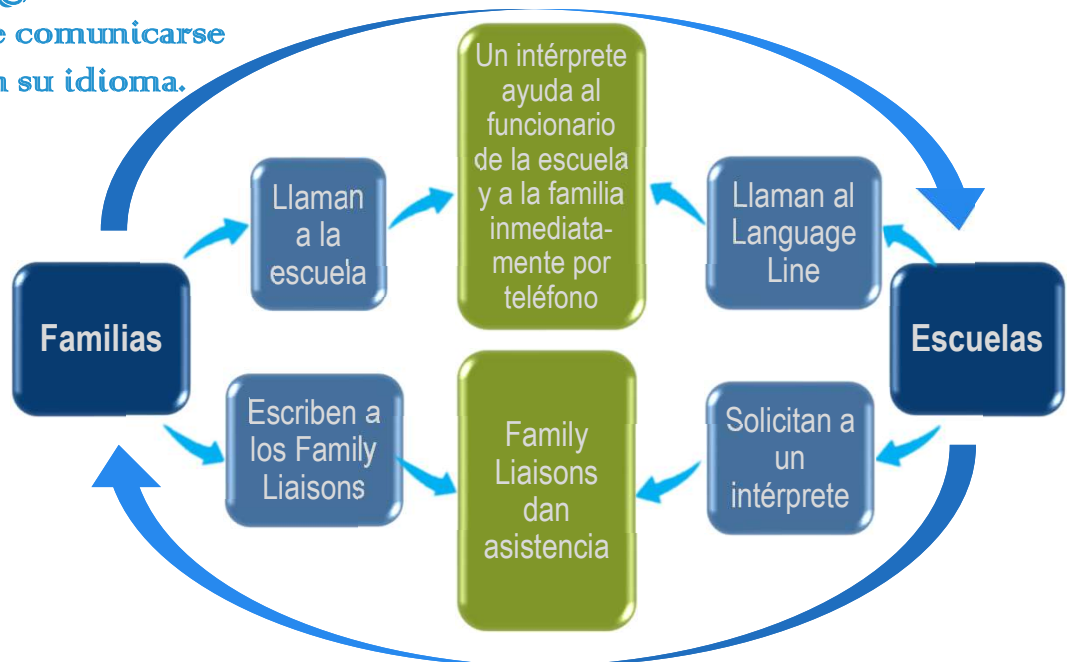 comunicarse
su idioma.
Un intérprete
ayuda al
funcionario
de la escuela
y a la familia
inmediata-
mente por
teléfono
Llaman
a la
escuela
Llaman al
Language
Line
Familias
Escuelas
Escriben a
los Family
Liaisons
Family
Liaisons
dan
asistencia
Solicitan a
un
intérprete